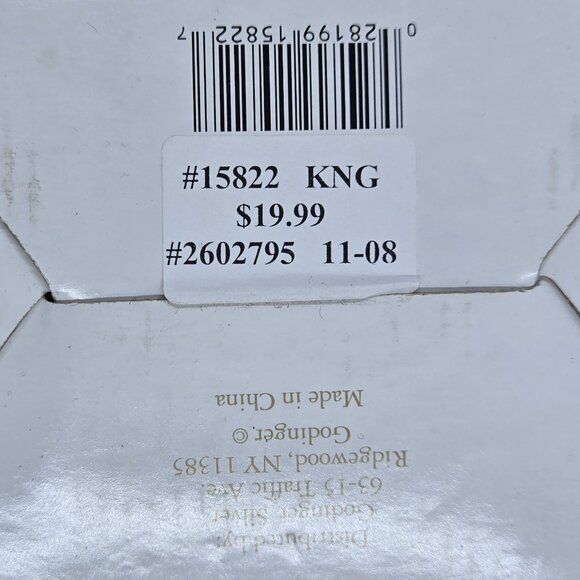 0 28199 15822 7
#15822 KNG
$19.99
#2602795 11-08
Distributed by:
Godinger Silver
63-15 Traffic Ave.
Ridgewood, NY 11385
Godinger ©
Made in China